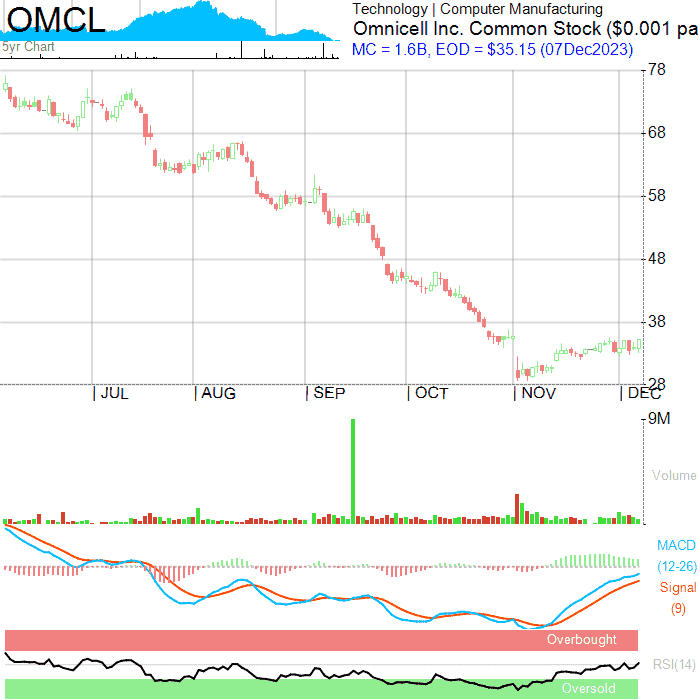 OMCL
5yr Chart
Technology | Computer Manufacturing
Omnicell Inc. Common Stock ($0.001 pa
MC = 1.6B, EOD = $35.15 (07Dec2023)
78
68
58
48
38
28
JUL AUG SEP OCT NOV DEC
9M
Volume
MACD
(12-26)
Signal
(9)
Overbought
RSI(14)
Oversold